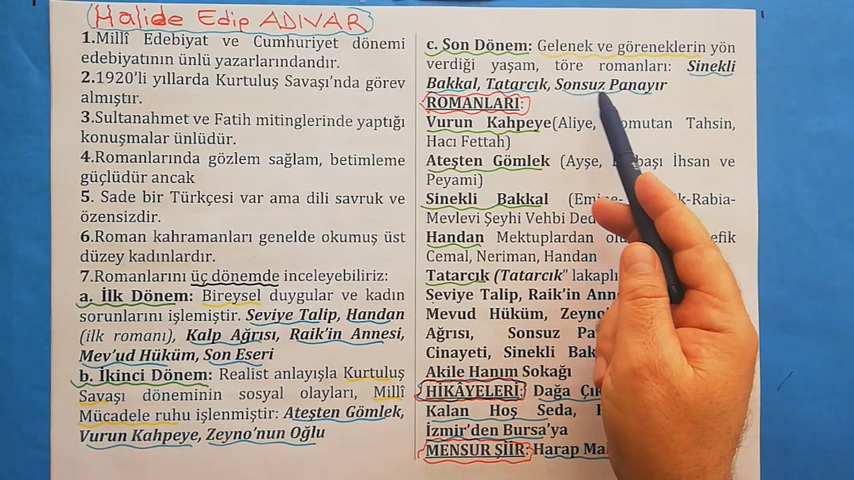 Halide Edip ADIVAR
1.Millî Edebiyat ve Cumhuriyet dönemi
edebiyatının ünlü yazarlarındandır.
2.1920'li yıllarda Kurtuluş Savaşı'nda görev
almıştır.
3.Sultanahmet ve Fatih mitinglerinde yaptığı
konuşmalar ünlüdür.
4.Romanlarında gözlem sağlam, betimleme
güçlüdür ancak
5. Sade bir Türkçesi var ama dili savruk ve
özensizdir.
6.Roman kahramanları genelde okumuş üst
düzey kadınlardır.
7.Romanlarını üç dönemde inceleyebiliriz:
a. İlk Dönem: Bireysel duygular ve kadın
sorunlarını işlemiştir. Seviye Talip, Handan
(ilk romanı), Kalp Ağrısı, Raik'in Annesi,
Mev'ud Hüküm, Son Eseri
b. İkinci Dönem: Realist anlayışla Kurtuluş
Savaşı döneminin sosyal olayları, Millî
Mücadele ruhu işlenmiştir: Ateşten Gömlek,
Vurun Kahpeye, Zeyno'nun Oğlu
c. Son Dönem: Gelenek ve göreneklerin yön
verdiği yaşam, töre romanları: Sinekli
Bakkal, Tatarcık, Sonsuz Panayır
ROMANLARI:
Vurun Kahpeye(Aliye, Tahsin,
Hacı Fettah)
Ateşten Gömlek (Ayşe, İhsan ve
Peyami)
Sinekli Bakkal Rabia-
Mevlevi Şeyhi Vehbi
Handan Mektuplardan
Cemal, Neriman, Handan
Tatarcık (Tatarcık" lakaplı
Seviye Talip, Raik'in
Mevud Hüküm,
Ağrısı, Sonsuz
Cinayeti, Sinekli
Akile Hanım Sokağı
HİKÂYELERİ: Dağa
Kalan Hoş Seda,
İzmir'den Bursa'ya
MENSUR ŞİİR: Harap